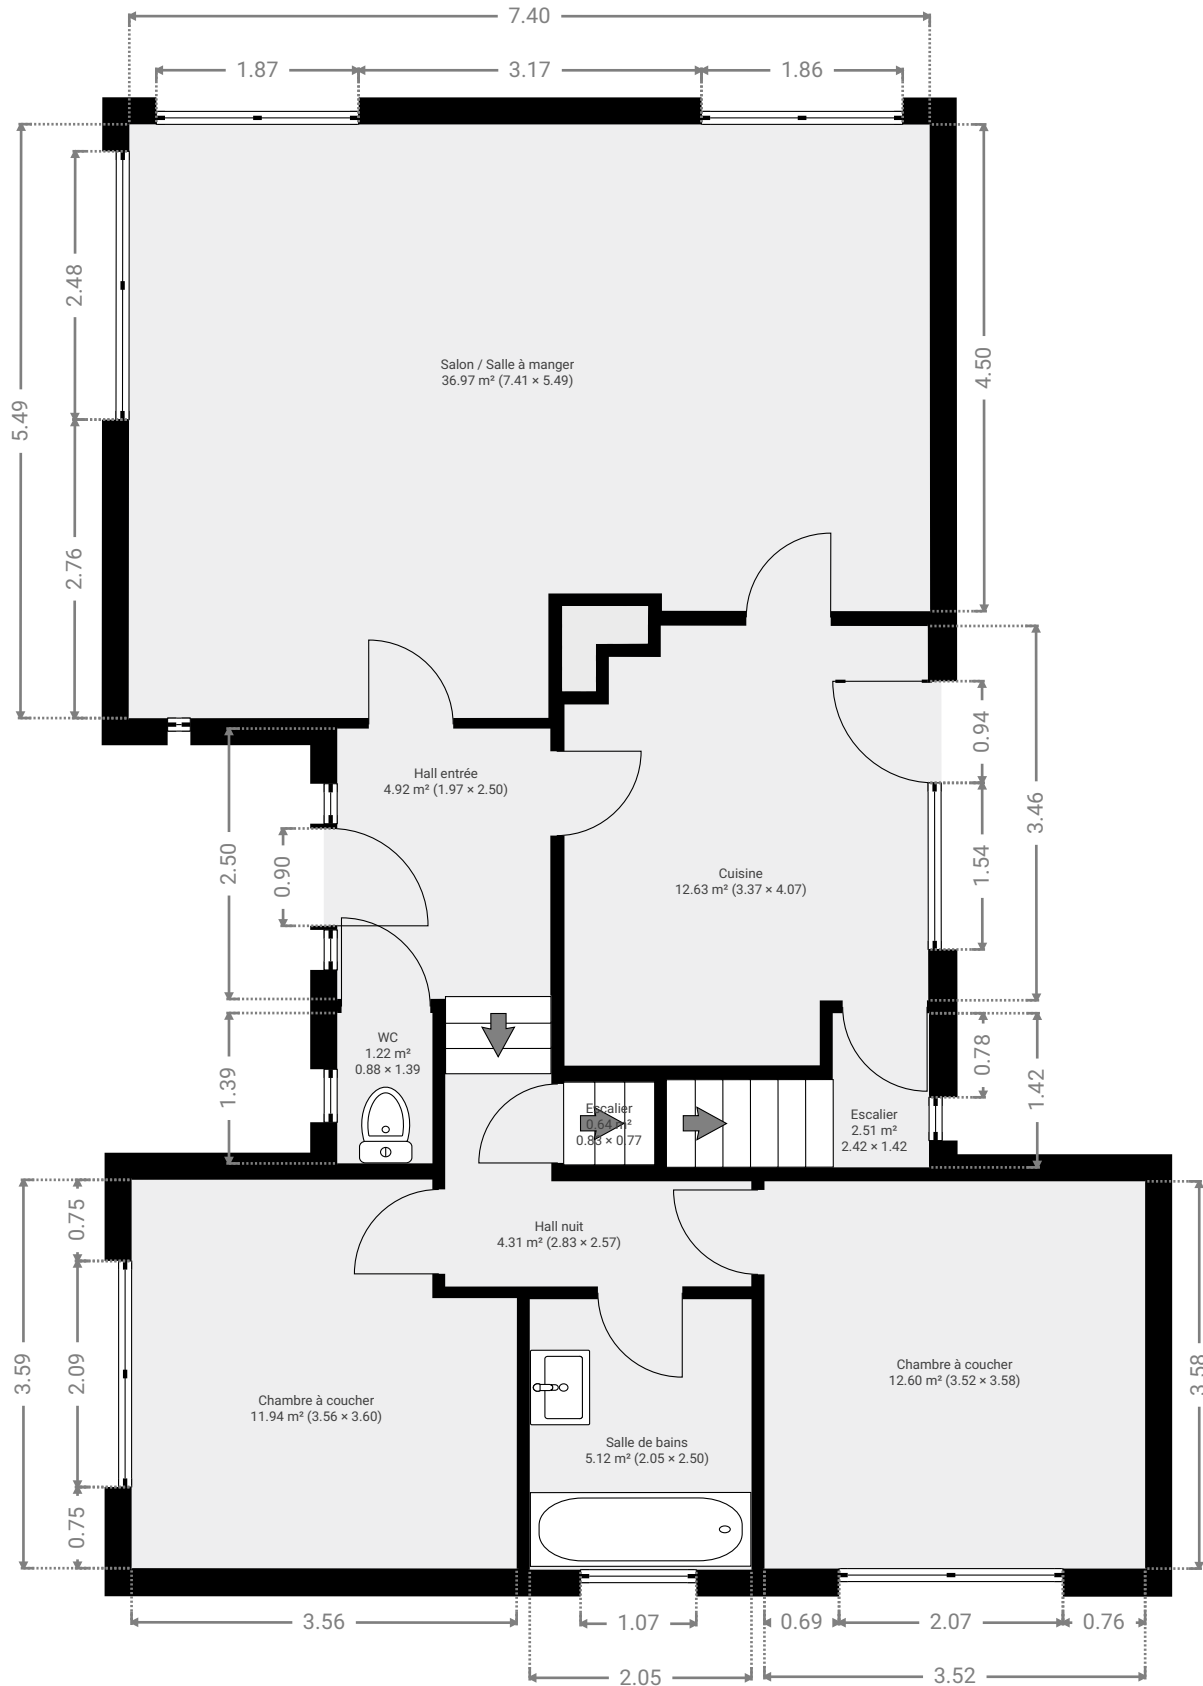 7.40
1.87
3.17
1.86
5.49
2.48
2.76
4.50
Salon / Salle à manger
36.97 m² (7.41 × 5.49)
Hall entrée
4.92 m² (1.97 × 2.50)
2.50
0.90
0.94
1.54
3.46
Cuisine
12.63 m² (3.37 × 4.07)
WC
1.22 m²
0.88 × 1.39
1.39
Escalier
0.64 m²
0.83 × 0.77
Escalier
2.51 m²
2.42 × 1.42
0.78
1.42
Hall nuit
4.31 m² (2.83 × 2.57)
0.75
2.09
0.75
3.59
Chambre à coucher
11.94 m² (3.56 × 3.60)
Salle de bains
5.12 m² (2.05 × 2.50)
Chambre à coucher
12.60 m² (3.52 × 3.58)
3.58
3.56
1.07
2.05
0.69
2.07
0.76
3.52